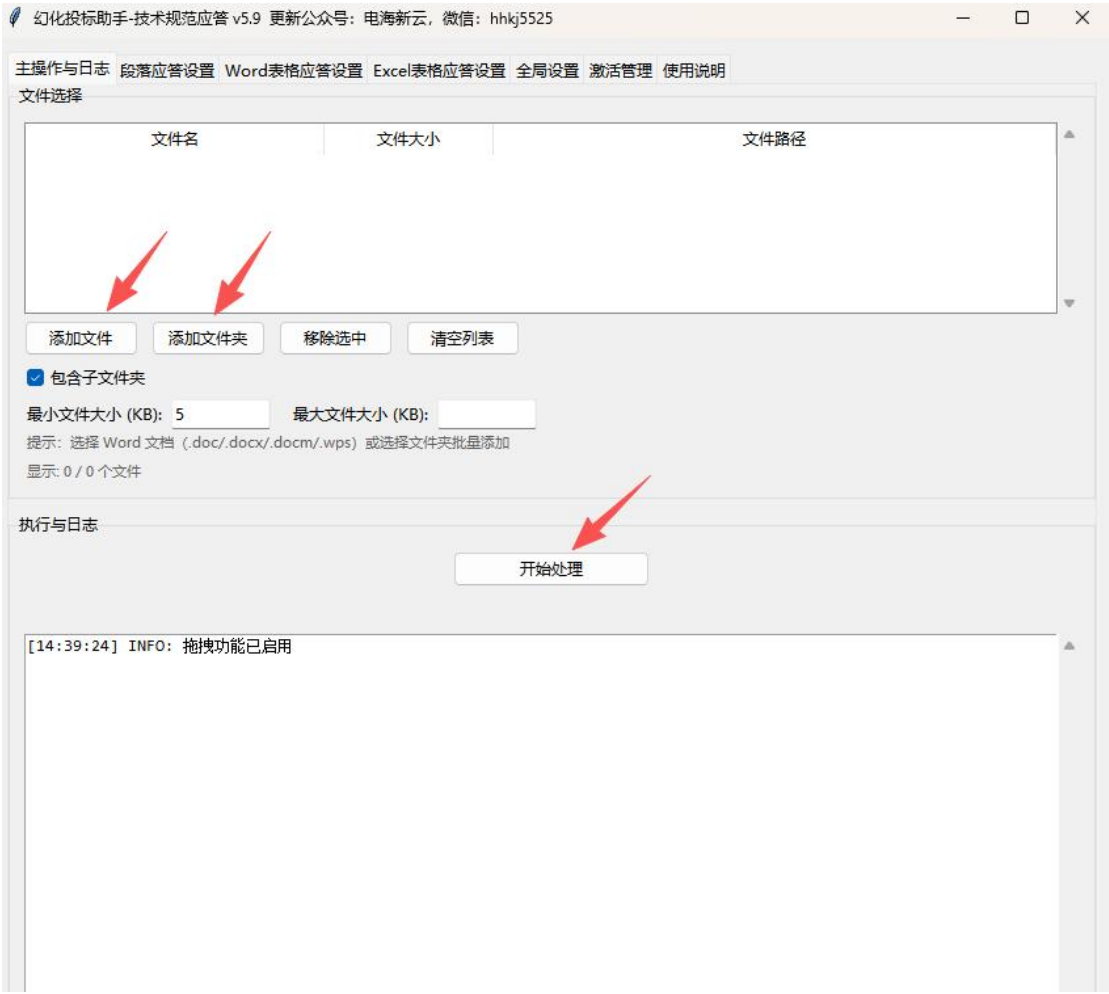 幻化投标助手-技术规范应答 v5.9 更新公众号：电海新云，微信：hhkj5525
主操作与日志 段落应答设置 Word表格应答设置 Excel表格应答设置 全局设置 激活管理 使用说明
文件选择
文件名 文件大小 文件路径
添加文件 添加文件夹 移除选中 清空列表
包含子文件夹
最小文件大小 (KB): 5 最大文件大小 (KB):
提示：选择 Word 文档（.doc/.docx/.docm/.wps）或选择文件夹批量添加
显示: 0 / 0 个文件
执行与日志
开始处理
[14:39:24] INFO: 拖拽功能已启用